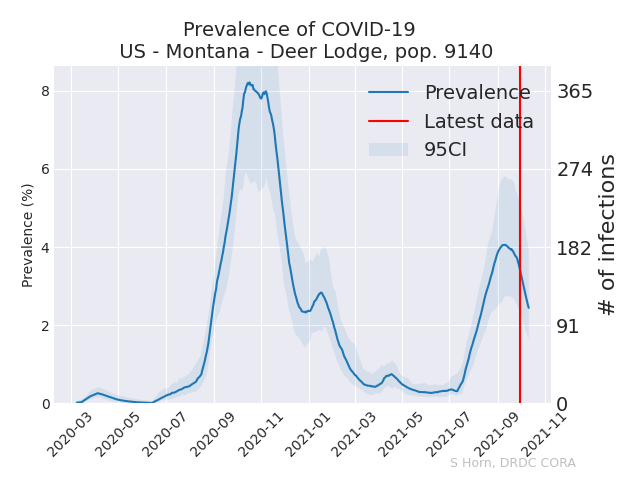 Prevalence of COVID-19
US - Montana - Deer Lodge, pop. 9140
Prevalence
Latest data
95CI
8
6
4
2
0
Prevalence (%)
365
274
182
91
0
# of infections
2020-03
2020-05
2020-07
2020-09
2020-11
2021-01
2021-03
2021-05
2021-07
2021-09
2021-11
S Horn, DRDC CORA